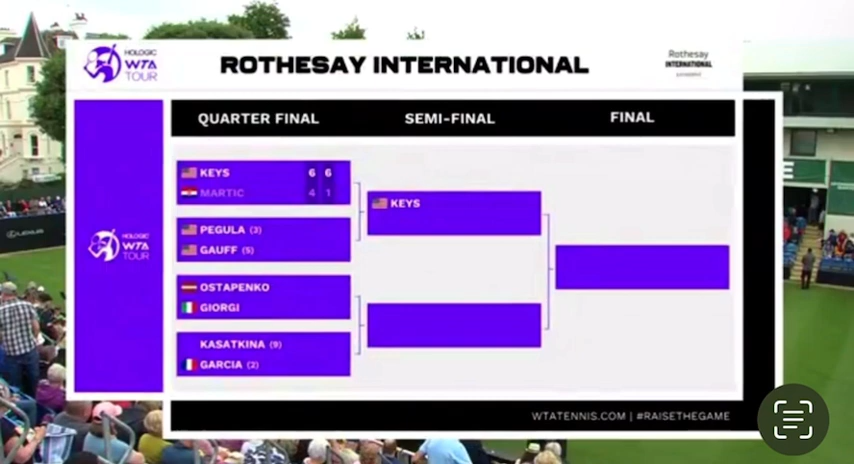 HOLOGIC
WTA
TOUR
ROTHESAY INTERNATIONAL
Rothesay
INTERNATIONAL
QUARTER FINAL
SEMI-FINAL
FINAL
KEYS 6 6
MARTIC 4 1
PEGULA (3)
GAUFF (5)
OSTAPENKO
GIORGI
KASATKINA (9)
GARCIA (2)
KEYS
HOLOGIC
WTA
TOUR
LEXUS
E
WTATENNIS.COM | #RAISETHEGAME